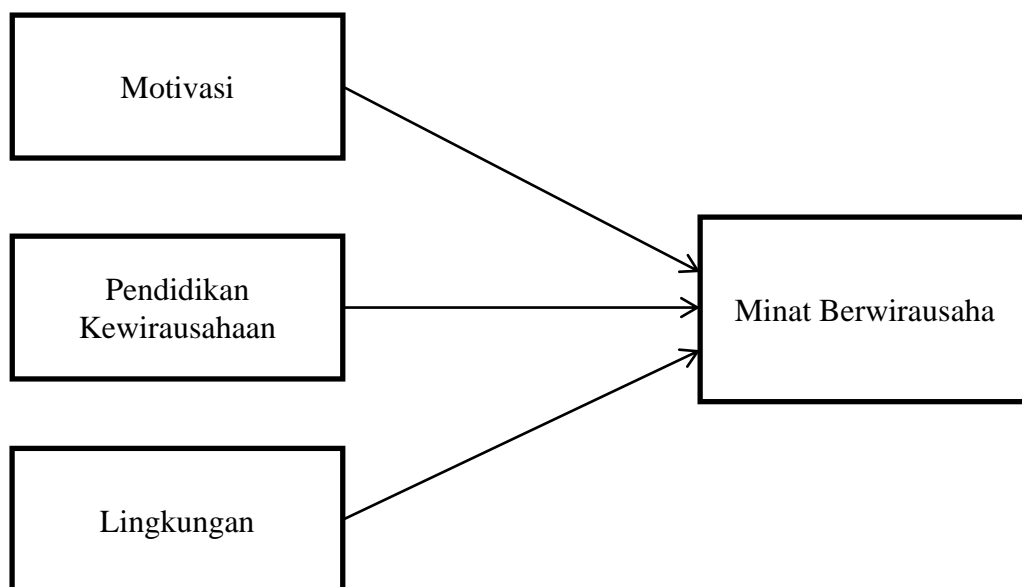 Motivasi
Pendidikan
Kewirausahaan
Minat Berwirausaha
Lingkungan